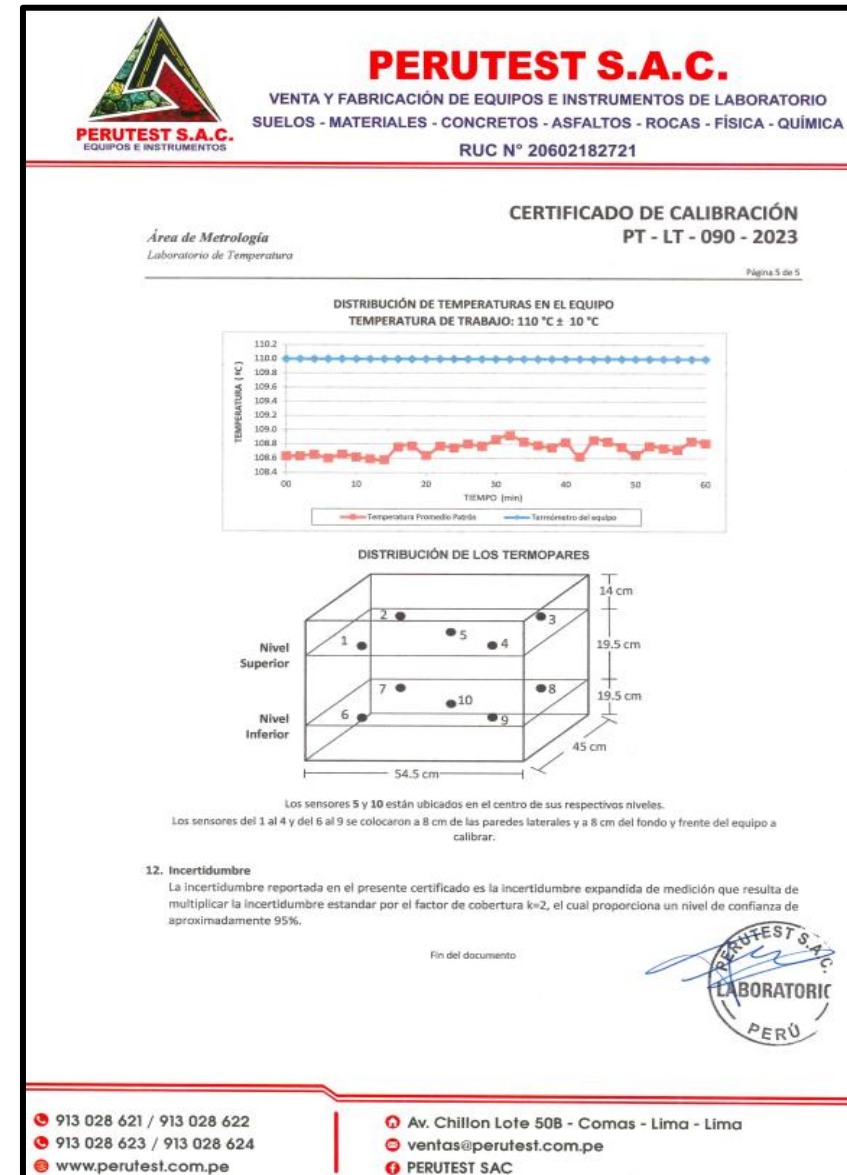 PERUTEST S.A.C.
EQUIPOS E INSTRUMENTOS
PERUTEST S.A.C.
VENTA Y FABRICACIÓN DE EQUIPOS E INSTRUMENTOS DE LABORATORIO
SUELOS - MATERIALES - CONCRETOS - ASFALTOS - ROCAS - FÍSICA - QUÍMICA
RUC N° 20602182721
Área de Metrología
Laboratorio de Temperatura
CERTIFICADO DE CALIBRACIÓN
PT - LT - 090 - 2023
Página 5 de 5
DISTRIBUCIÓN DE TEMPERATURAS EN EL EQUIPO
TEMPERATURA DE TRABAJO: 110 °C ± 10 °C
TEMPERATURA (ºC)
110.2
110.0
109.8
109.6
109.4
109.2
109.0
108.8
108.6
108.4
00 10 20 30 40 50 60
TIEMPO (min)
Temperatura Promedio Patrón Termómetro del equipo
DISTRIBUCIÓN DE LOS TERMOPARES
14 cm
2 3
1 5 4
Nivel
Superior
19.5 cm
7 8
10
6 9
19.5 cm
Nivel
Inferior
45 cm
54.5 cm
Los sensores 5 y 10 están ubicados en el centro de sus respectivos niveles.
Los sensores del 1 al 4 y del 6 al 9 se colocaron a 8 cm de las paredes laterales y a 8 cm del fondo y frente del equipo a
calibrar.
12. Incertidumbre
La incertidumbre reportada en el presente certificado es la incertidumbre expandida de medición que resulta de
multiplicar la incertidumbre estandar por el factor de cobertura k=2, el cual proporciona un nivel de confianza de
aproximadamente 95%.
Fin del documento
PERUTEST S.A.C.
LABORATORIO
PERÚ
913 028 621 / 913 028 622
913 028 623 / 913 028 624
www.perutest.com.pe
Av. Chillon Lote 50B - Comas - Lima - Lima
ventas@perutest.com.pe
PERUTEST SAC